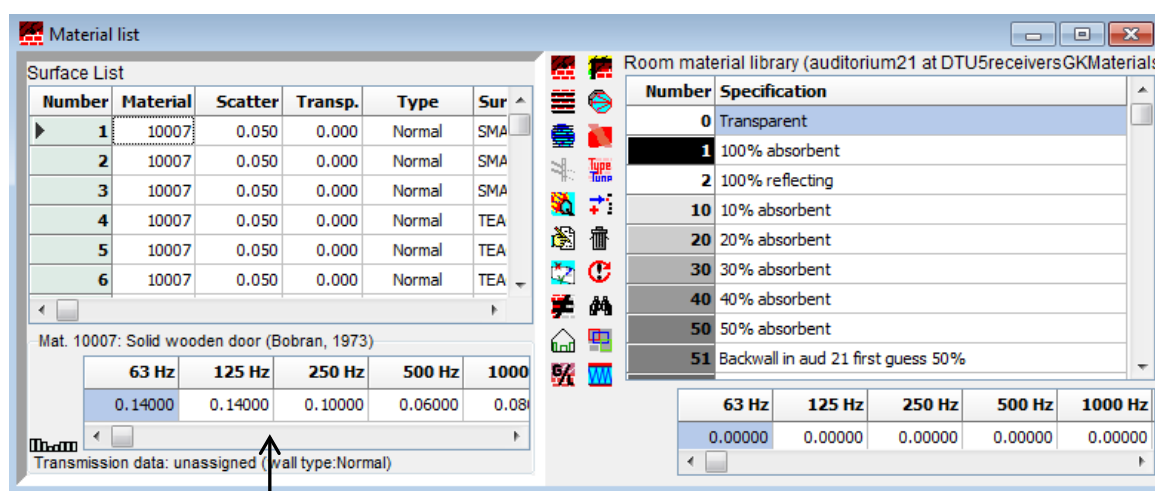 Material list
Surface List
Number Material Scatter Transp. Type Sur
1 10007 0.050 0.000 Normal SMA
2 10007 0.050 0.000 Normal SMA
3 10007 0.050 0.000 Normal SMA
4 10007 0.050 0.000 Normal TEA
5 10007 0.050 0.000 Normal TEA
6 10007 0.050 0.000 Normal TEA
Mat. 10007: Solid wooden door (Bobran, 1973)
63 Hz 125 Hz 250 Hz 500 Hz 1000
0.14000 0.14000 0.10000 0.06000 0.080
Transmission data: unassigned (wall type:Normal)
Type
Tune
Room material library (auditorium21 at DTU5receiversGKMaterials
Number Specification
0 Transparent
1 100% absorbent
2 100% reflecting
10 10% absorbent
20 20% absorbent
30 30% absorbent
40 40% absorbent
50 50% absorbent
51 Backwall in aud 21 first guess 50%
63 Hz 125 Hz 250 Hz 500 Hz 1000 Hz
0.00000 0.00000 0.00000 0.00000 0.00000